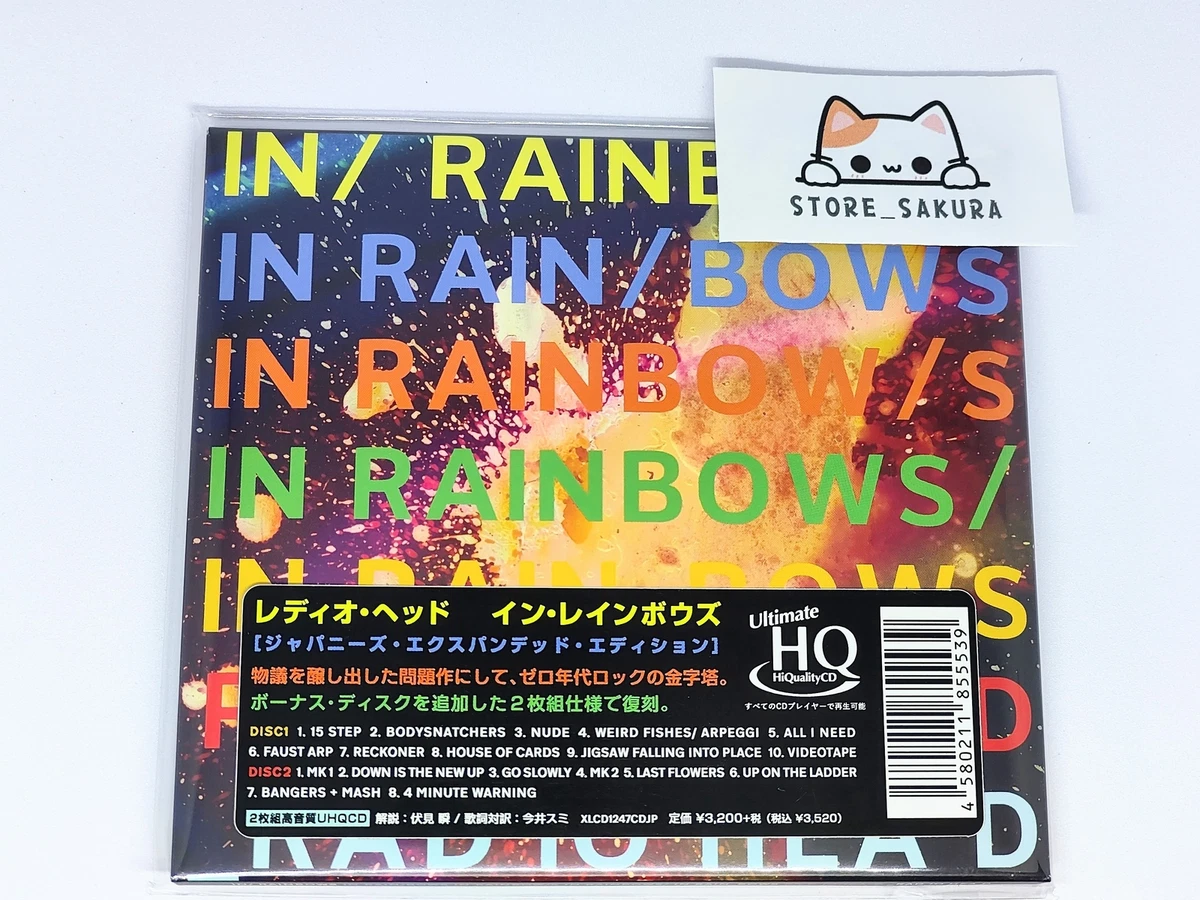 STORE_SAKURA
IN/ RAINB
IN RAIN/BOWS
IN RAINBOW/S
IN RAINBOWS/
IN RAIN BOWS
レディオ・ヘッド イン・レインボウズ
[ジャパニーズ・エクスパンデッド・エディション]
物議を醸し出した問題作にして、ゼロ年代ロックの金字塔。
ボーナス・ディスクを追加した2枚組仕様で復刻。
DISC1 1. 15 STEP 2. BODYSNATCHERS 3. NUDE 4. WEIRD FISHES/ ARPEGGI 5. ALL I NEED
6. FAUST ARP 7. RECKONER 8. HOUSE OF CARDS 9. JIGSAW FALLING INTO PLACE 10. VIDEOTAPE
DISC2 1. MK1 2. DOWN IS THE NEW UP 3. GO SLOWLY 4. MK2 5. LAST FLOWERS 6. UP ON THE LADDER
7. BANGERS + MASH 8. 4 MINUTE WARNING
2枚組高音質UHQCD 解説:伏見 瞬 / 歌詞対訳:今井スミ XLCD1247CDJP 定価 ¥3,200+税 (税込 ¥3,520)
Ultimate
HQ
HiQualityCD
すべてのCDプレイヤーで再生可能
4 580211 855539
RAD IO HEA D